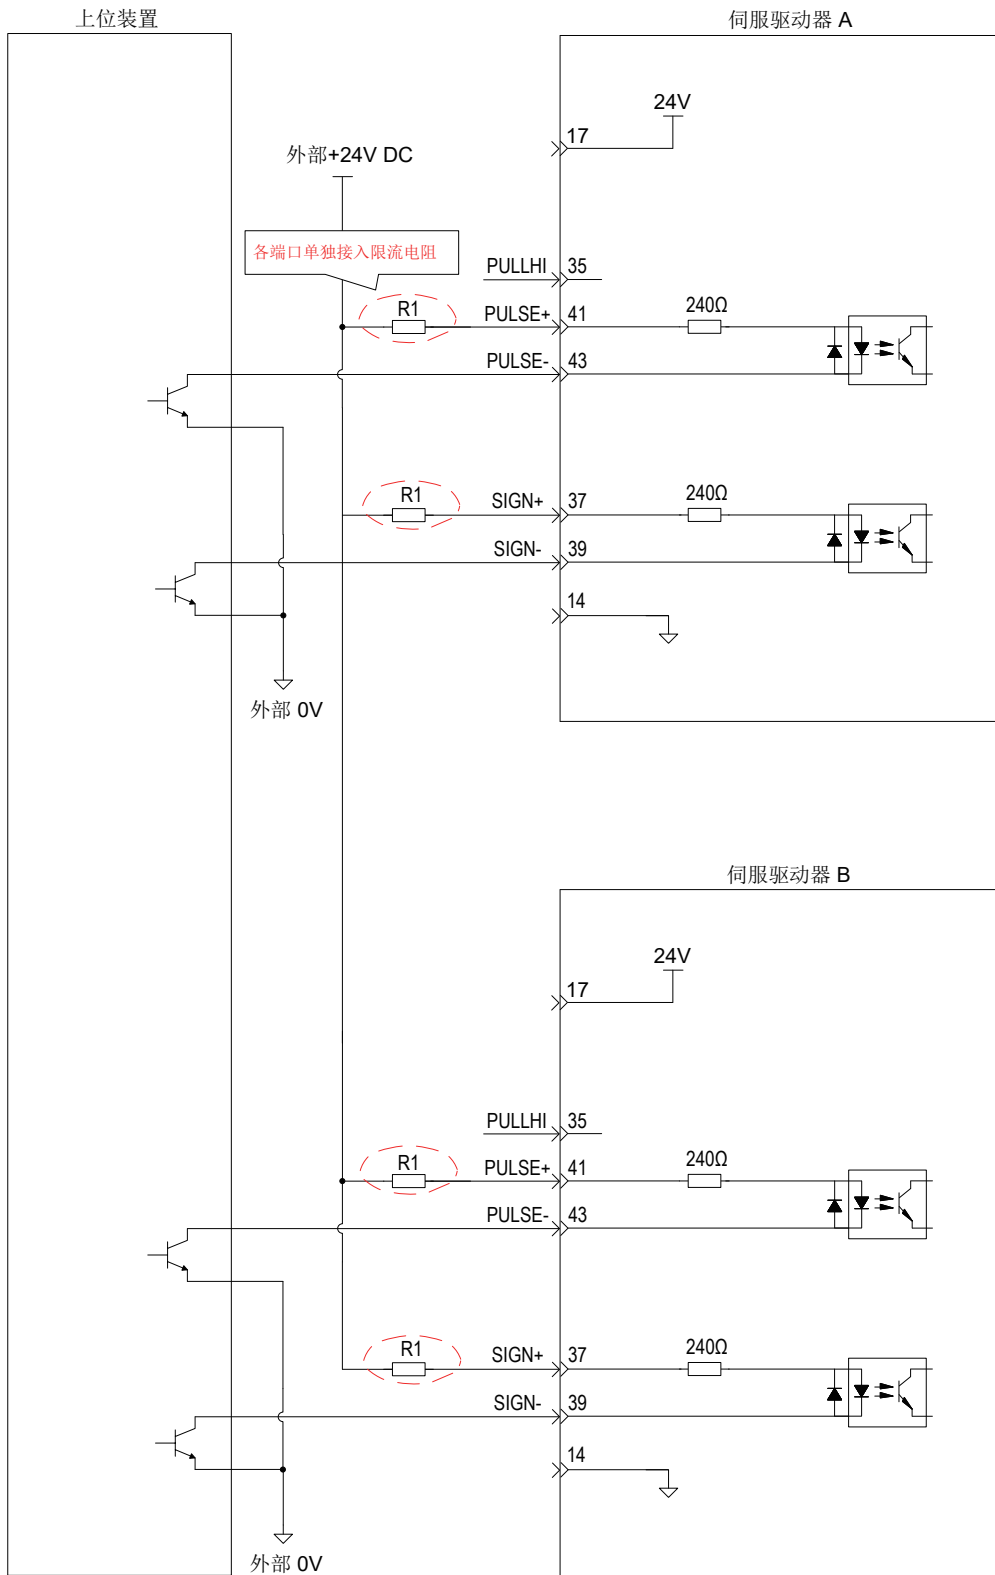 上位装置
伺服驱动器 A
24V
17
外部+24V DC
各端口单独接入限流电阻
PULLHI
35
R1
PULSE+
41
240Ω
PULSE-
43
R1
SIGN+
37
240Ω
SIGN-
39
14
外部 0V
伺服驱动器 B
24V
17
PULLHI
35
R1
PULSE+
41
240Ω
PULSE-
43
R1
SIGN+
37
240Ω
SIGN-
39
14
外部 0V